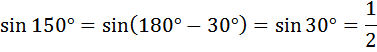 sin 150° = sin(180° − 30°) = sin 30° = 1/2